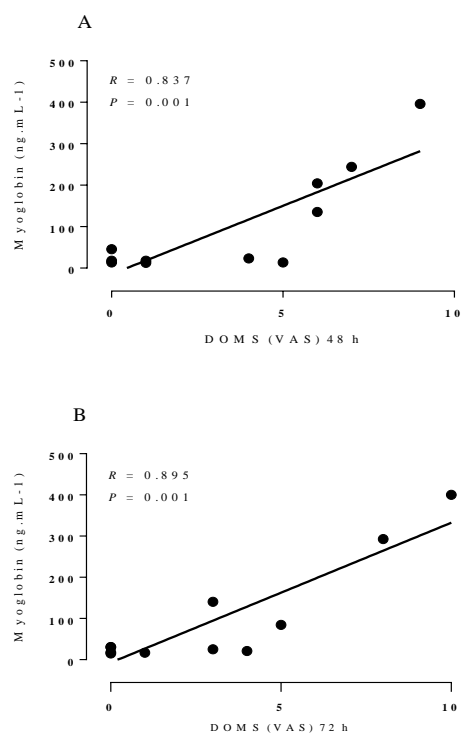 A
500
400
300
200
100
0
Myoglobin (ng.mL-1)
R = 0.837
P = 0.001
0 5 10
DOMS (VAS) 48 h
B
500
400
300
200
100
0
Myoglobin (ng.mL-1)
R = 0.895
P = 0.001
0 5 10
DOMS (VAS) 72 h